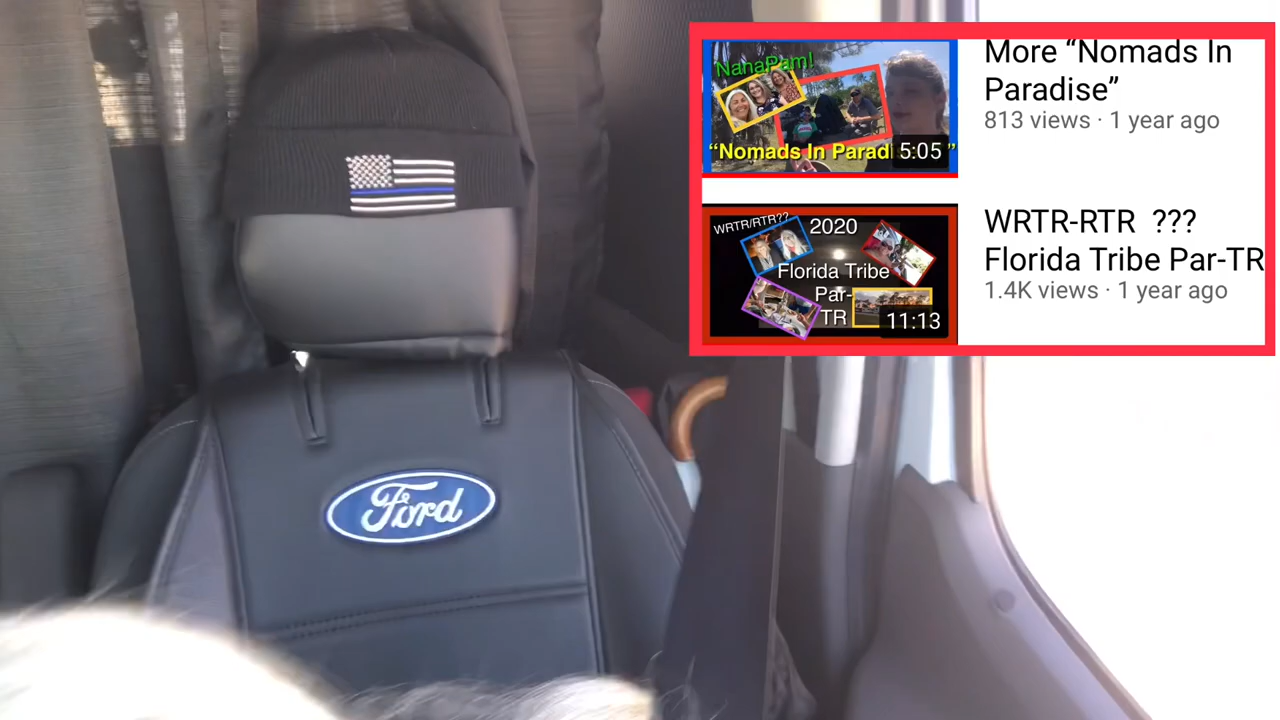 More “Nomads In
Paradise”
813 views · 1 year ago
NanaPam!
“Nomads In Paradi
”
5:05
WRTR-RTR ???
Florida Tribe Par-TR
1.4K views · 1 year ago
WRTR/RTR??
2020
Florida Tribe
Par-
TR
11:13
Ford